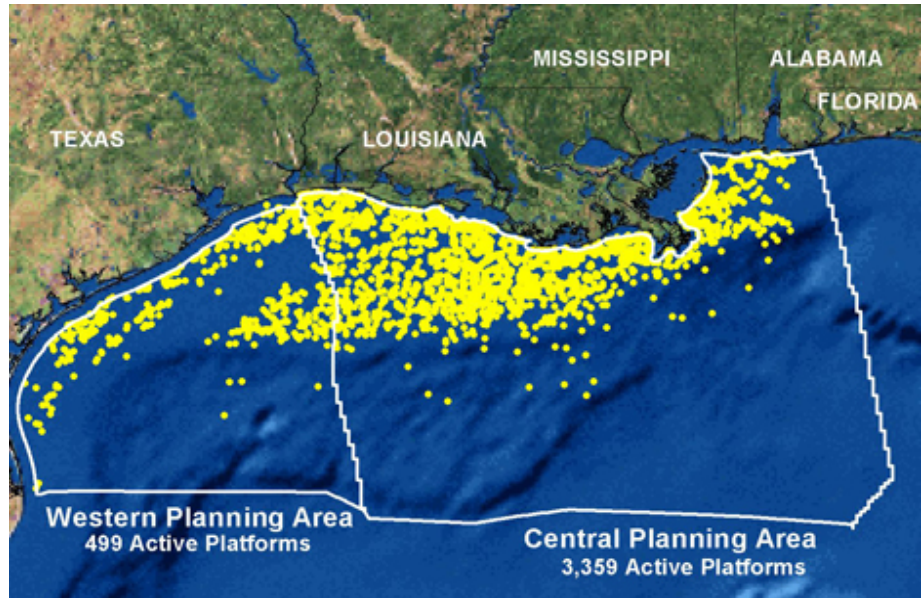 MISSISSIPPI
ALABAMA
FLORIDA
TEXAS
LOUISIANA
Western Planning Area
499 Active Platforms
Central Planning Area
3,359 Active Platforms